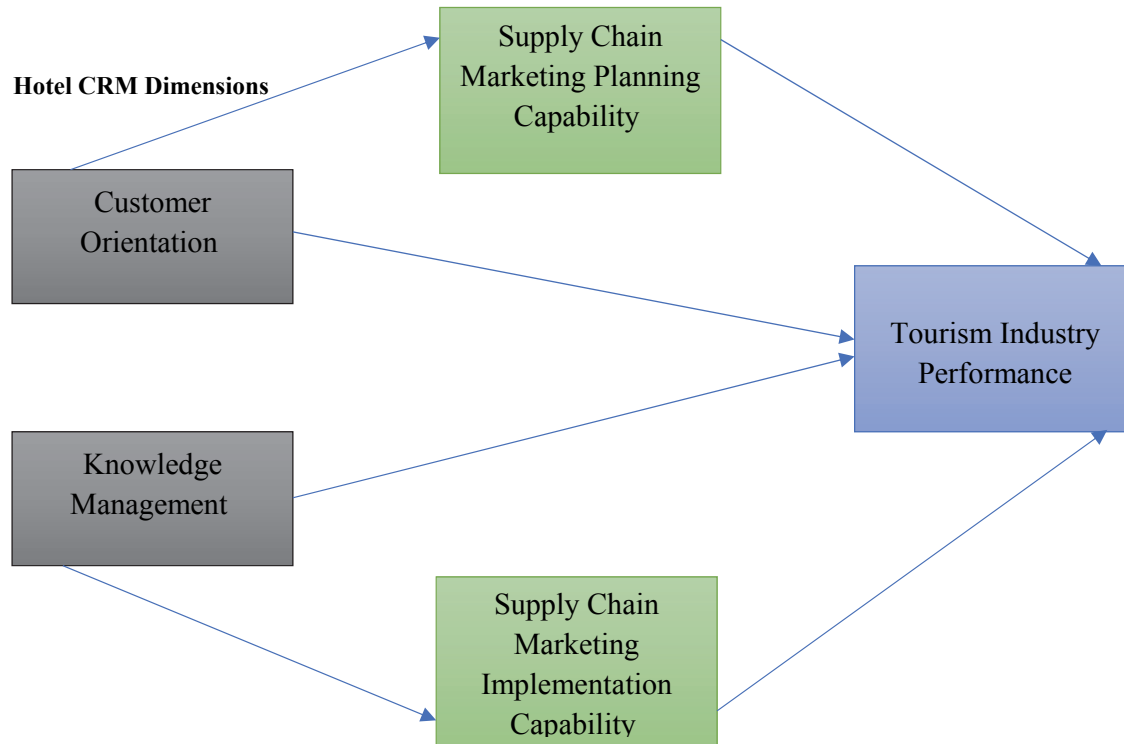 Supply Chain
Marketing Planning
Capability
Hotel CRM Dimensions
Customer
Orientation
Tourism Industry
Performance
Knowledge
Management
Supply Chain
Marketing
Implementation
Capability